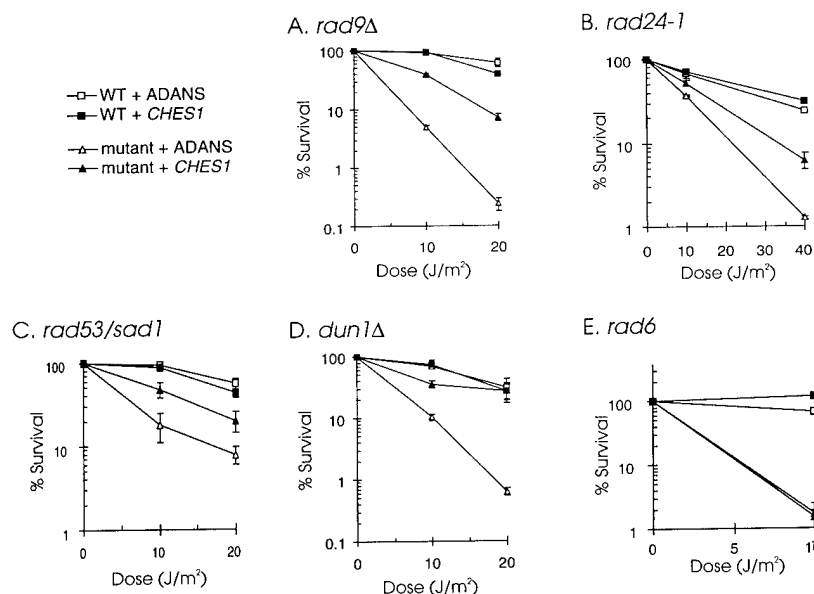 WT + ADANS
WT + CHES1
mutant + ADANS
mutant + CHES1
A. rad9Δ
100
10
1
0.1
% Survival
0 10 20
Dose (J/m²)
B. rad24-1
100
10
1
% Survival
0 10 20 30 40
Dose (J/m²)
C. rad53/sad1
100
10
1
% Survival
0 10 20
Dose (J/m²)
D. dun1Δ
100
10
1
0.1
% Survival
0 10 20
Dose (J/m²)
E. rad6
100
10
1
% Survival
0 5 10
Dose (J/m²)